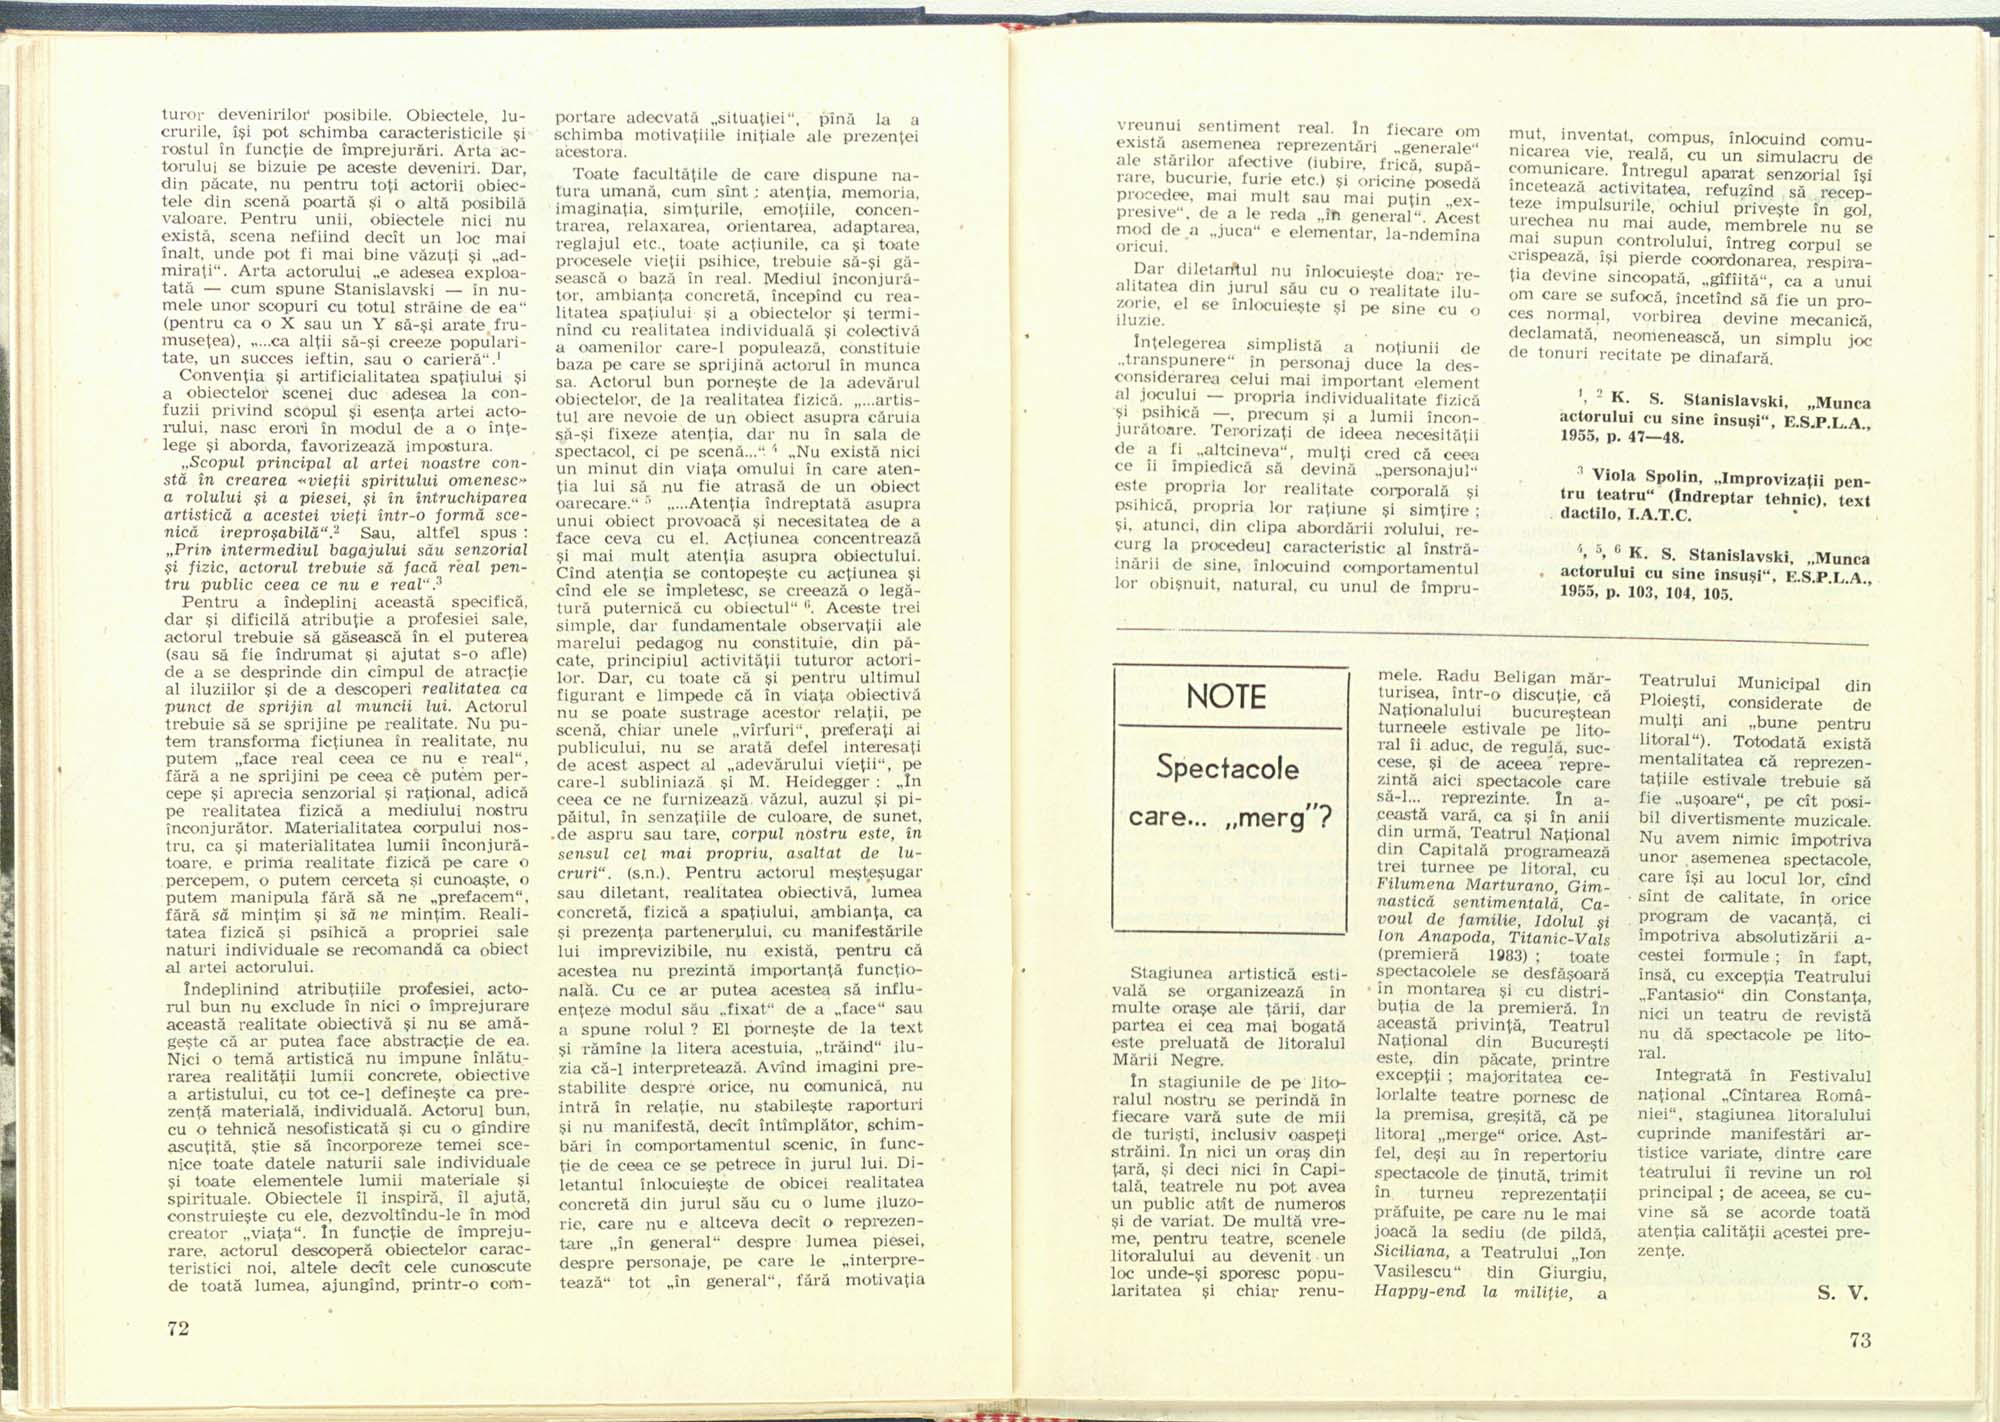 turor devenirilor posibile. Obiectele, lu-
crurile, își pot schimba caracteristicile și
rostul în funcție de împrejurări. Arta ac-
torului se bizuie pe aceste deveniri. Dar,
din păcate, nu pentru toți actorii obiec-
tele din scenă poartă și o altă posibilă
valoare. Pentru unii, obiectele nici nu
există, scena nefiind decît un loc mai
înalt, unde pot fi mai bine văzuți și „ad-
mirați“. Arta actorului „e adesea exploa-
tată — cum spune Stanislavski — în nu-
mele unor scopuri cu totul străine de ea“
(pentru ca o X sau un Y să-și arate fru-
musețea), „...ca alții să-și creeze populari-
tate, un succes ieftin, sau o carieră“.¹
Convenția și artificialitatea spațiului și
a obiectelor scenei duc adesea la con-
fuzii privind scopul și esența artei acto-
rului, nasc erori în modul de a o înțe-
lege și aborda, favorizează impostura.
„Scopul principal al artei noastre con-
stă în crearea «vieții spiritului omenesc»
a rolului și a piesei, și în întruchiparea
artistică a acestei vieți într-o formă sce-
nică ireproșabilă“.² Sau, altfel spus :
„Prin intermediul bagajului său senzorial
și fizic, actorul trebuie să facă real pen-
tru public ceea ce nu e real“.³
Pentru a îndeplini această specifică,
dar și dificilă atribuție a profesiei sale,
actorul trebuie să găsească în el puterea
(sau să fie îndrumat și ajutat s-o afle)
de a se desprinde din cîmpul de atracție
al iluziilor și de a descoperi realitatea ca
punct de sprijin al muncii lui. Actorul
trebuie să se sprijine pe realitate. Nu pu-
tem transforma ficțiunea în realitate, nu
putem „face real ceea ce nu e real“,
fără a ne sprijini pe ceea ce putem per-
cepe și aprecia senzorial și rațional, adică
pe realitatea fizică a mediului nostru
înconjurător. Materialitatea corpului nos-
tru, ca și materialitatea lumii înconjură-
toare, e prima realitate fizică pe care o
percepem, o putem cerceta și cunoaște, o
putem manipula fără să ne „prefacem“,
fără să mințim și să ne mințim. Reali-
tatea fizică și psihică a propriei sale
naturi individuale se recomandă ca obiect
al artei actorului.
Îndeplinind atribuțiile profesiei, acto-
rul bun nu exclude în nici o împrejurare
această realitate obiectivă și nu se amă-
gește că ar putea face abstracție de ea.
Nici o temă artistică nu impune înlătu-
rarea realității lumii concrete, obiective
a artistului, cu tot ce-l definește ca pre-
zență materială, individuală. Actorul bun,
cu o tehnică nesofisticată și cu o gîndire
ascuțită, știe să încorporeze temei sce-
nice toate datele naturii sale individuale
și toate elementele lumii materiale și
spirituale. Obiectele îl inspiră, îl ajută,
construiește cu ele, dezvoltîndu-le în mod
creator „viața“. În funcție de împreju-
rare, actorul descoperă obiectelor carac-
teristici noi, altele decît cele cunoscute
de toată lumea, ajungînd, printr-o com-
portare adecvată „situației“, pînă la a
schimba motivațiile inițiale ale prezenței
acestora.
Toate facultățile de care dispune na-
tura umană, cum sînt : atenția, memoria,
imaginația, simțurile, emoțiile, concen-
trarea, relaxarea, orientarea, adaptarea,
reglajul etc., toate acțiunile, ca și toate
procesele vieții psihice, trebuie să-și gă-
sească o bază în real. Mediul înconjură-
tor, ambianța concretă, începînd cu rea-
litatea spațiului și a obiectelor și termi-
nînd cu realitatea individuală și colectivă
a oamenilor care-l populează, constituie
baza pe care se sprijină actorul în munca
sa. Actorul bun pornește de la adevărul
obiectelor, de la realitatea fizică. „...artis-
tul are nevoie de un obiect asupra căruia
să-și fixeze atenția, dar nu în sala de
spectacol, ci pe scenă...“ ⁴ „Nu există nici
un minut din viața omului în care aten-
ția lui să nu fie atrasă de un obiect
oarecare.“ ⁵ „...Atenția îndreptată asupra
unui obiect provoacă și necesitatea de a
face ceva cu el. Acțiunea concentrează
și mai mult atenția asupra obiectului.
Cînd atenția se contopește cu acțiunea și
cînd ele se împletesc, se creează o legă-
tură puternică cu obiectul“ ⁶. Aceste trei
simple, dar fundamentale observații ale
marelui pedagog nu constituie, din pă-
cate, principiul activității tuturor actori-
lor. Dar, cu toate că și pentru ultimul
figurant e limpede că în viața obiectivă
nu se poate sustrage acestor relații, pe
scenă, chiar unele „vîrfuri“, preferați ai
publicului, nu se arată defel interesați
de acest aspect al „adevărului vieții“, pe
care-l subliniază și M. Heidegger : „În
ceea ce ne furnizează văzul, auzul și pi-
păitul, în senzațiile de culoare, de sunet,
de aspru sau tare, corpul nostru este, în
sensul cel mai propriu, asaltat de lu-
cruri“. (s.n.). Pentru actorul meșteșugar
sau diletant, realitatea obiectivă, lumea
concretă, fizică a spațiului, ambianța, ca
și prezența partenerului, cu manifestările
lui imprevizibile, nu există, pentru că
acestea nu prezintă importanță funcțio-
nală. Cu ce ar putea acestea să influ-
ențeze modul său „fixat“ de a „face“ sau
a spune rolul ? El pornește de la text
și rămîne la litera acestuia, „trăind“ ilu-
zia că-l interpretează. Avînd imagini pre-
stabilite despre orice, nu comunică, nu
intră în relație, nu stabilește raporturi
și nu manifestă, decît întîmplător, schim-
bări în comportamentul scenic, în func-
ție de ceea ce se petrece în jurul lui. Di-
letantul înlocuiește de obicei realitatea
concretă din jurul său cu o lume iluzo-
rie, care nu e altceva decît o reprezen-
tare „în general“ despre lumea piesei,
despre personaje, pe care le „interpre-
tează“ tot „în general“, fără motivația
72
vreunui sentiment real. În fiecare om
există asemenea reprezentări „generale“
ale stărilor afective (iubire, frică, supă-
rare, bucurie, furie etc.) și oricine posedă
procedee, mai mult sau mai puțin „ex-
presive“, de a le reda „în general“. Acest
mod de a „juca“ e elementar, la-ndemîna
oricui.
Dar diletantul nu înlocuiește doar re-
alitatea din jurul său cu o realitate ilu-
zorie, el se înlocuiește și pe sine cu o
iluzie.
Înțelegerea simplistă a noțiunii de
„transpunere“ în personaj duce la des-
considerarea celui mai important element
al jocului — propria individualitate fizică
și psihică —, precum și a lumii încon-
jurătoare. Terorizați de ideea necesității
de a fi „altcineva“, mulți cred că ceea
ce îi împiedică să devină „personajul“
este propria lor realitate corporală și
psihică, propria lor rațiune și simțire ;
și, atunci, din clipa abordării rolului, re-
curg la procedeul caracteristic al înstră-
inării de sine, înlocuind comportamentul
lor obișnuit, natural, cu unul de împru-
mut, inventat, compus, înlocuind comu-
nicarea vie, reală, cu un simulacru de
comunicare. Întregul aparat senzorial își
încetează activitatea, refuzînd să recep-
teze impulsurile, ochiul privește în gol,
urechea nu mai aude, membrele nu se
mai supun controlului, întreg corpul se
crispează, își pierde coordonarea, respira-
ția devine sincopată, „gîfîită“, ca a unui
om care se sufocă, încetînd să fie un pro-
ces normal, vorbirea devine mecanică,
declamată, neomenească, un simplu joc
de tonuri recitate pe dinafară.
¹, ² K. S. Stanislavski, „Munca
actorului cu sine însuși“, E.S.P.L.A.,
1955, p. 47—48.
³ Viola Spolin, „Improvizații pen-
tru teatru“ (Îndreptar tehnic), text
dactilo, I.A.T.C.
⁴, ⁵, ⁶ K. S. Stanislavski, „Munca
actorului cu sine însuși“, E.S.P.L.A.,
1955, p. 103, 104, 105.
NOTE
Spectacole
care... „merg”?
Stagiunea artistică esti-
vală se organizează în
multe orașe ale țării, dar
partea ei cea mai bogată
este preluată de litoralul
Mării Negre.
În stagiunile de pe lito-
ralul nostru se perindă în
fiecare vară sute de mii
de turiști, inclusiv oaspeți
străini. În nici un oraș din
țară, și deci nici în Capi-
tală, teatrele nu pot avea
un public atît de numeros
și de variat. De multă vre-
me, pentru teatre, scenele
litoralului au devenit un
loc unde-și sporesc popu-
laritatea și chiar renu-
mele. Radu Beligan măr-
turisea, într-o discuție, că
Naționalului bucureștean
turneele estivale pe lito-
ral îi aduc, de regulă, suc-
cese, și de aceea repre-
zintă aici spectacole care
să-l... reprezinte. În a-
ceastă vară, ca și în anii
din urmă, Teatrul Național
din Capitală programează
trei turnee pe litoral, cu
Filumena Marturano, Gim-
nastică sentimentală, Ca-
voul de familie, Idolul și
Ion Anapoda, Titanic-Vals
(premieră 1983) ; toate
spectacolele se desfășoară
în montarea și cu distri-
buția de la premieră. În
această privință, Teatrul
Național din București
este, din păcate, printre
excepții ; majoritatea ce-
lorlalte teatre pornesc de
la premisa, greșită, că pe
litoral „merge“ orice. Ast-
fel, deși au în repertoriu
spectacole de ținută, trimit
în turneu reprezentații
prăfuite, pe care nu le mai
joacă la sediu (de pildă,
Siciliana, a Teatrului „Ion
Vasilescu“ din Giurgiu,
Happy-end la miliție, a
Teatrului Municipal din
Ploiești, considerate de
mulți ani „bune pentru
litoral“). Totodată există
mentalitatea că reprezen-
tațiile estivale trebuie să
fie „ușoare“, pe cît posi-
bil divertismente muzicale.
Nu avem nimic împotriva
unor asemenea spectacole,
care își au locul lor, cînd
sînt de calitate, în orice
program de vacanță, ci
împotriva absolutizării a-
cestei formule ; în fapt,
însă, cu excepția Teatrului
„Fantasio“ din Constanța,
nici un teatru de revistă
nu dă spectacole pe lito-
ral.
Integrată în Festivalul
național „Cîntarea Româ-
niei“, stagiunea litoralului
cuprinde manifestări ar-
tistice variate, dintre care
teatrului îi revine un rol
principal ; de aceea, se cu-
vine să se acorde toată
atenția calității acestei pre-
zențe.
S. V.
73